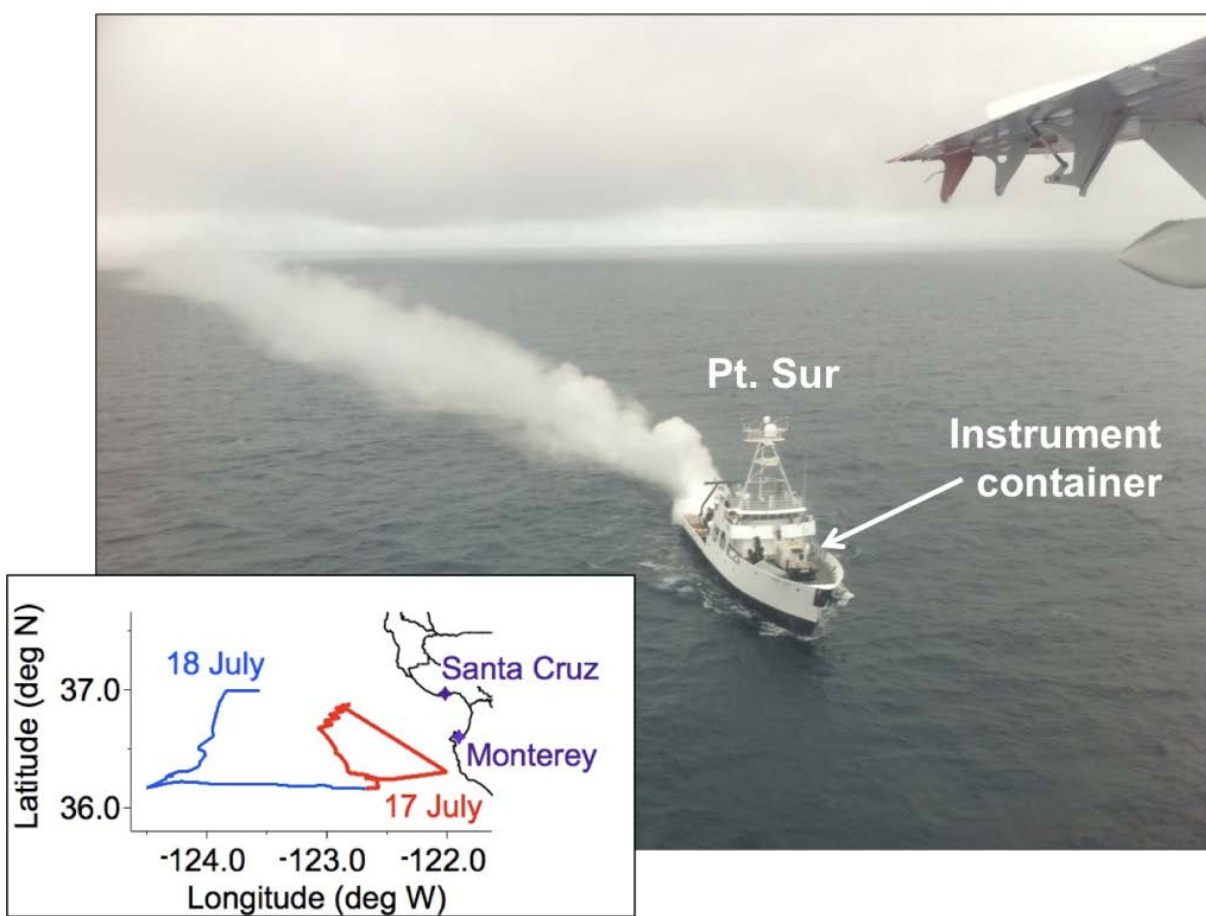 Pt. Sur
Instrument
container
Latitude (deg N)
37.0
36.0
18 July
Santa Cruz
Monterey
17 July
-124.0
-123.0
-122.0
Longitude (deg W)